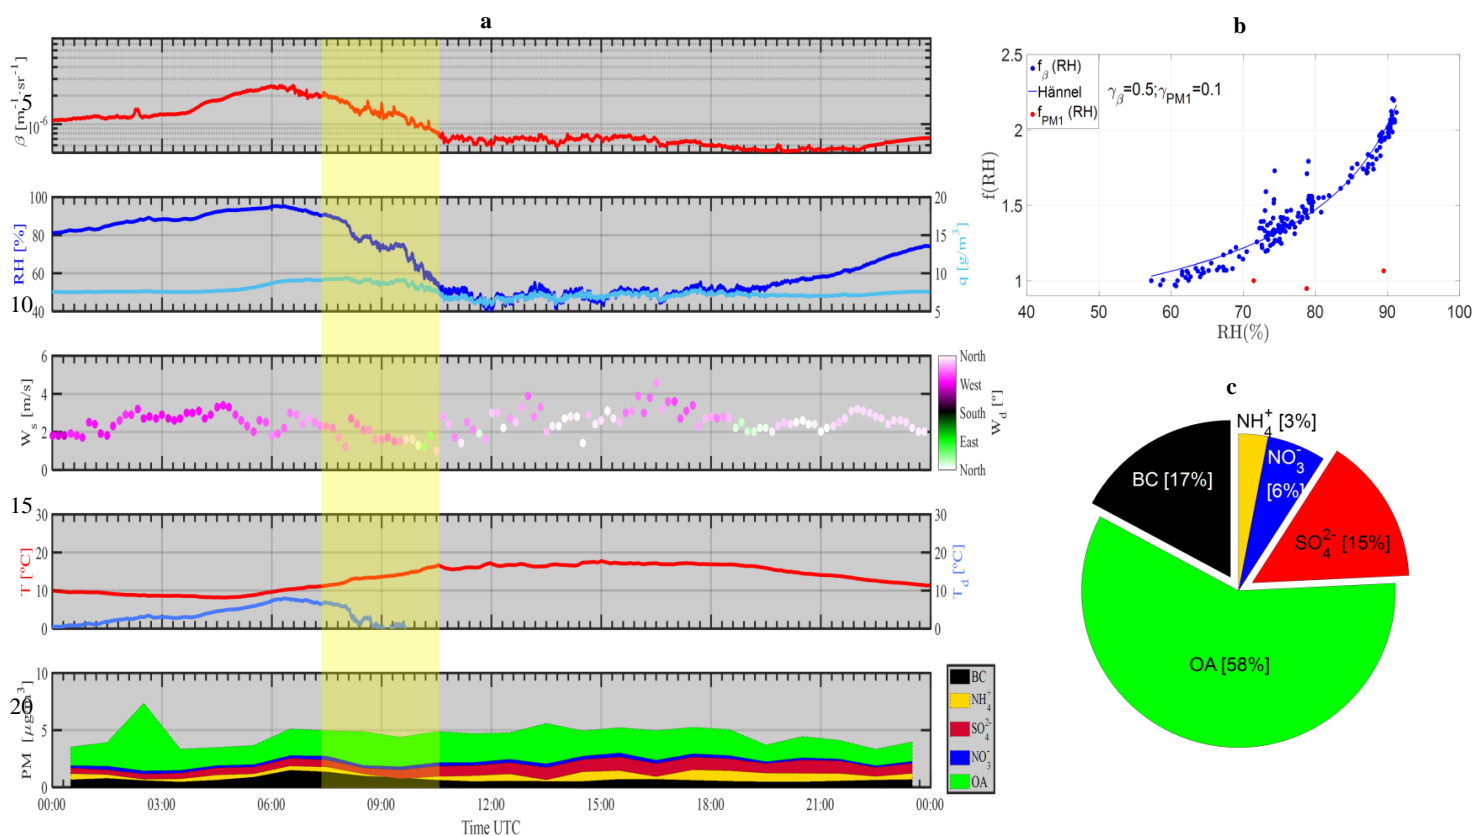 a
β [m⁻¹·sr⁻¹]
5
10⁻⁶
RH [%]
100
80
60
40
10
20
15
10
5
q [g/m³]
W_s [m/s]
6
4
2
0
North
West
South
East
North
W_d [°]
15
T [ºC]
30
20
10
0
30
20
10
0
T_d [ºC]
20
PM [μg/m³]
10
5
0
BC
NH₄⁺
SO₄²⁻
NO₃⁻
OA
00:00 03:00 06:00 09:00 12:00 15:00 18:00 21:00 00:00
Time UTC
b
f(RH)
2.5
2
1.5
1
f_β (RH)
Hännel
f_PM1 (RH)
γ_β=0.5;γ_PM1=0.1
40 50 60 70 80 90 100
RH(%)
c
NH₄⁺ [3%]
NO₃⁻
[6%]
BC [17%]
SO₄²⁻ [15%]
OA [58%]